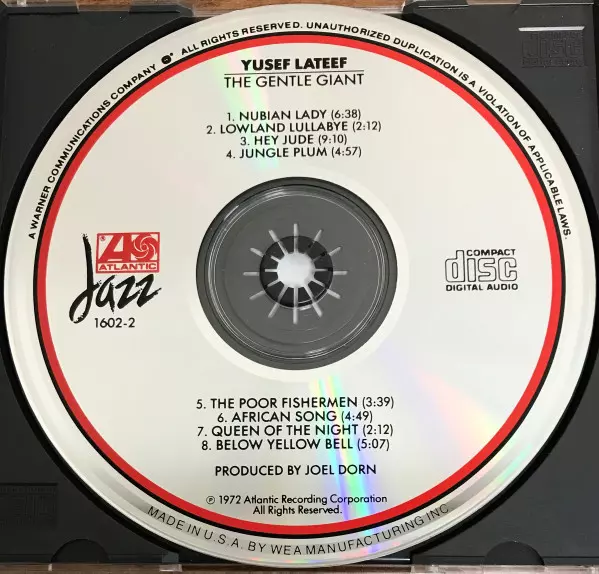 A WARNER COMMUNICATIONS COMPANY ALL RIGHTS RESERVED. UNAUTHORIZED DUPLICATION IS A VIOLATION OF APPLICABLE LAWS.
YUSEF LATEEF
THE GENTLE GIANT
1. NUBIAN LADY (6:38)
2. LOWLAND LULLABYE (2:12)
3. HEY JUDE (9:10)
4. JUNGLE PLUM (4:57)
ATLANTIC
Jazz
1602-2
COMPACT
disc
DIGITAL AUDIO
5. THE POOR FISHERMEN (3:39)
6. AFRICAN SONG (4:49)
7. QUEEN OF THE NIGHT (2:12)
8. BELOW YELLOW BELL (5:07)
PRODUCED BY JOEL DORN
℗ 1972 Atlantic Recording Corporation
All Rights Reserved.
MADE IN U.S.A. BY WEA MANUFACTURING INC